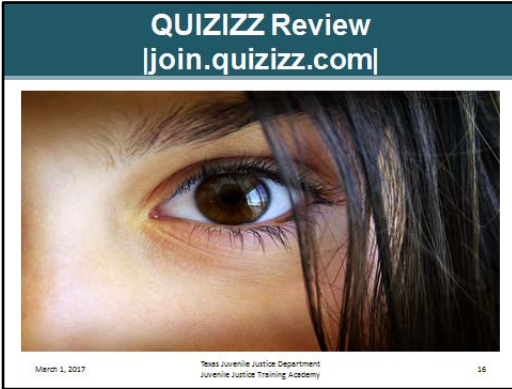 QUIZIZZ Review
|join.quizizz.com|
March 1, 2017
Texas Juvenile Justice Department
Juvenile Justice Training Academy
16